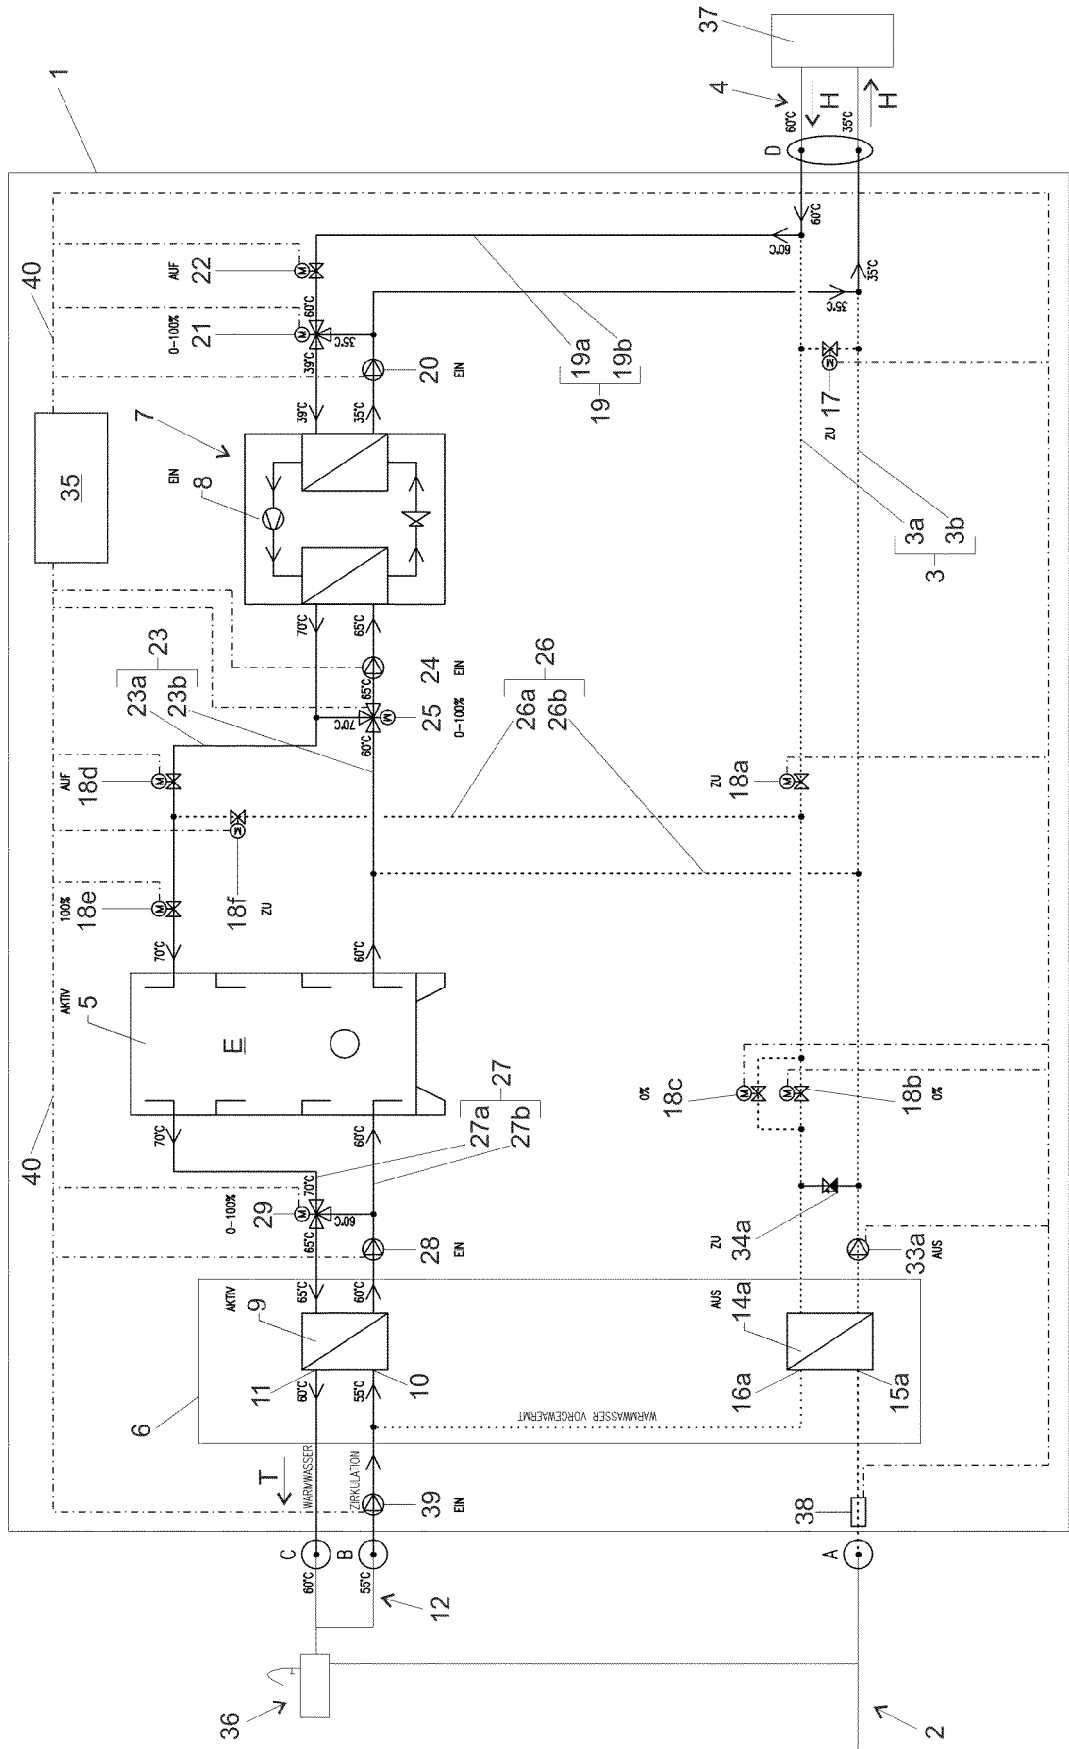 1
37
4
60°C
H
35°C
H
D
60°C
60°C
35°C
35°C
40
AUF
22
60°C
0-100%
21
35°C
39°C
20
EIN
19a
19b
19
17
ZU
39°C
35°C
7
EIN
8
35
3a
3b
3
70°C
65°C
23
23a
23b
24
EIN
65°C
70°C
60°C
25
0-100%
26
26a
26b
AUF
18d
ZU
18a
100%
18e
18f
ZU
70°C
60°C
AKTIV
5
E
0%
18c
18b
0%
27
27a
27b
70°C
60°C
40
70°C
0-100%
29
60°C
65°C
28
EIN
ZU
34a
33a
AUS
AKTIV
9
65°C
60°C
AUS
14a
11
60°C
55°C
10
16a
15a
6
WARMWASSER VORGEWAERMT
T
WARMWASSER
ZIRKULATION
39
EIN
38
C
B
A
60°C
55°C
12
36
2
M
M
M
M
M
M
M
M
M
M